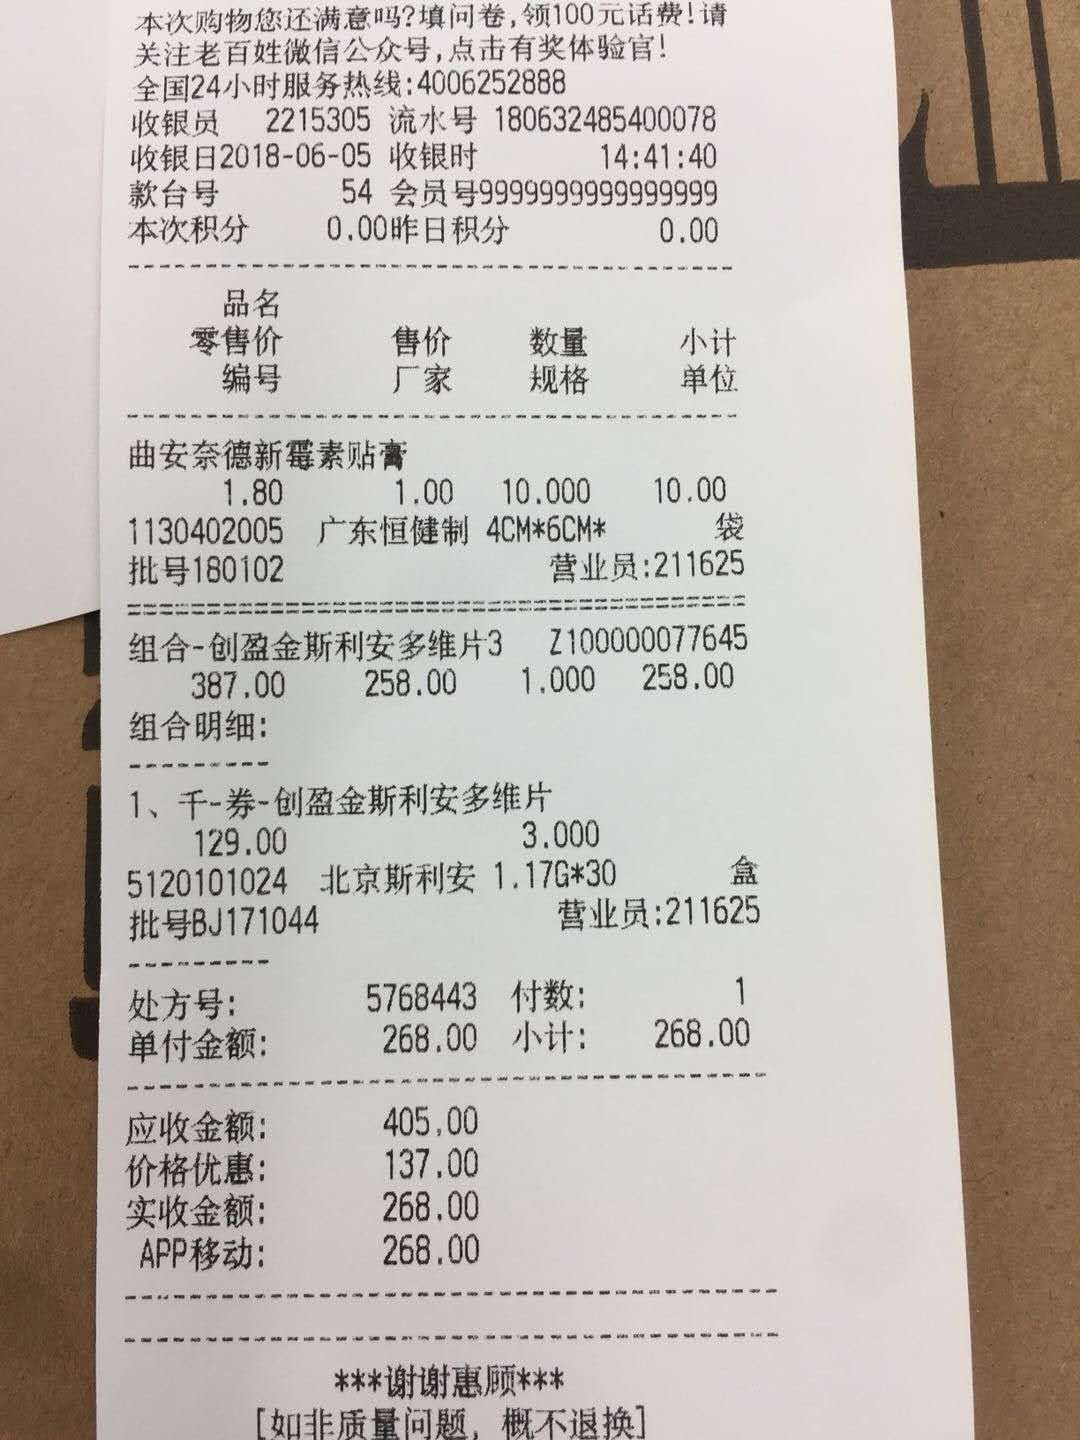 本次购物您还满意吗?填问卷,领100元话费!请
关注老百姓微信公众号,点击有奖体验官!
全国24小时服务热线:4006252888
收银员 2215305 流水号 180632485400078
收银日2018-06-05 收银时 14:41:40
款台号 54 会员号9999999999999999
本次积分 0.00昨日积分 0.00
品名
零售价 售价 数量 小计
编号 厂家 规格 单位
曲安奈德新霉素贴膏
1.80 1.00 10.000 10.00
1130402005 广东恒健制 4CM*6CM* 袋
批号180102 营业员:211625
组合-创盈金斯利安多维片3 Z100000077645
387.00 258.00 1.000 258.00
组合明细:
1、千-券-创盈金斯利安多维片
129.00 3.000
5120101024 北京斯利安 1.17G*30 盒
批号BJ171044 营业员:211625
处方号: 5768443 付数: 1
单付金额: 268.00 小计: 268.00
应收金额: 405.00
价格优惠: 137.00
实收金额: 268.00
APP移动: 268.00
***谢谢惠顾***
[如非质量问题, 概不退换]